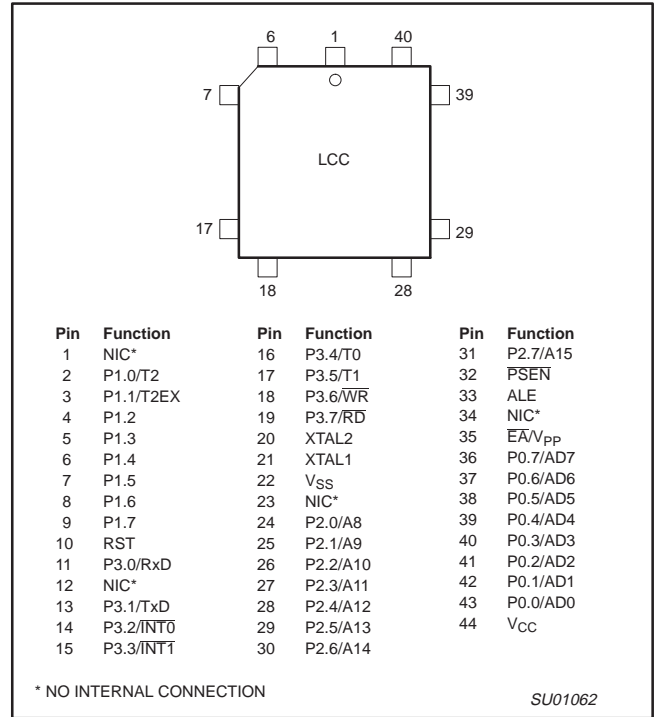 6 1 40
7 39
LCC
17 29
18 28
Pin Function Pin Function Pin Function
1 NIC* 16 P3.4/T0 31 P2.7/A15
2 P1.0/T2 17 P3.5/T1 32 P̅S̅E̅N̅
3 P1.1/T2EX 18 P3.6/W̅R̅ 33 ALE
4 P1.2 19 P3.7/R̅D̅ 34 NIC*
5 P1.3 20 XTAL2 35 E̅A̅/VPP
6 P1.4 21 XTAL1 36 P0.7/AD7
7 P1.5 22 VSS 37 P0.6/AD6
8 P1.6 23 NIC* 38 P0.5/AD5
9 P1.7 24 P2.0/A8 39 P0.4/AD4
10 RST 25 P2.1/A9 40 P0.3/AD3
11 P3.0/RxD 26 P2.2/A10 41 P0.2/AD2
12 NIC* 27 P2.3/A11 42 P0.1/AD1
13 P3.1/TxD 28 P2.4/A12 43 P0.0/AD0
14 P3.2/I̅N̅T̅0̅ 29 P2.5/A13 44 VCC
15 P3.3/I̅N̅T̅1̅ 30 P2.6/A14
* NO INTERNAL CONNECTION
SU01062